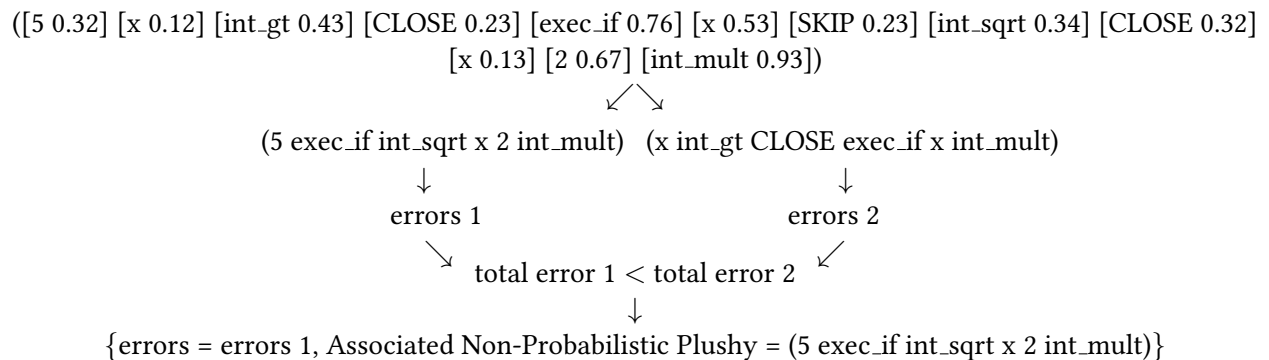 ([5 0.32] [x 0.12] [int_gt 0.43] [CLOSE 0.23] [exec_if 0.76] [x 0.53] [SKIP 0.23] [int_sqrt 0.34] [CLOSE 0.32]
[x 0.13] [2 0.67] [int_mult 0.93])
↙↘
(5 exec_if int_sqrt x 2 int_mult) (x int_gt CLOSE exec_if x int_mult)
↓ ↓
errors 1 errors 2
↘ total error 1 < total error 2 ↙
↓
{errors = errors 1, Associated Non-Probabilistic Plushy = (5 exec_if int_sqrt x 2 int_mult)}